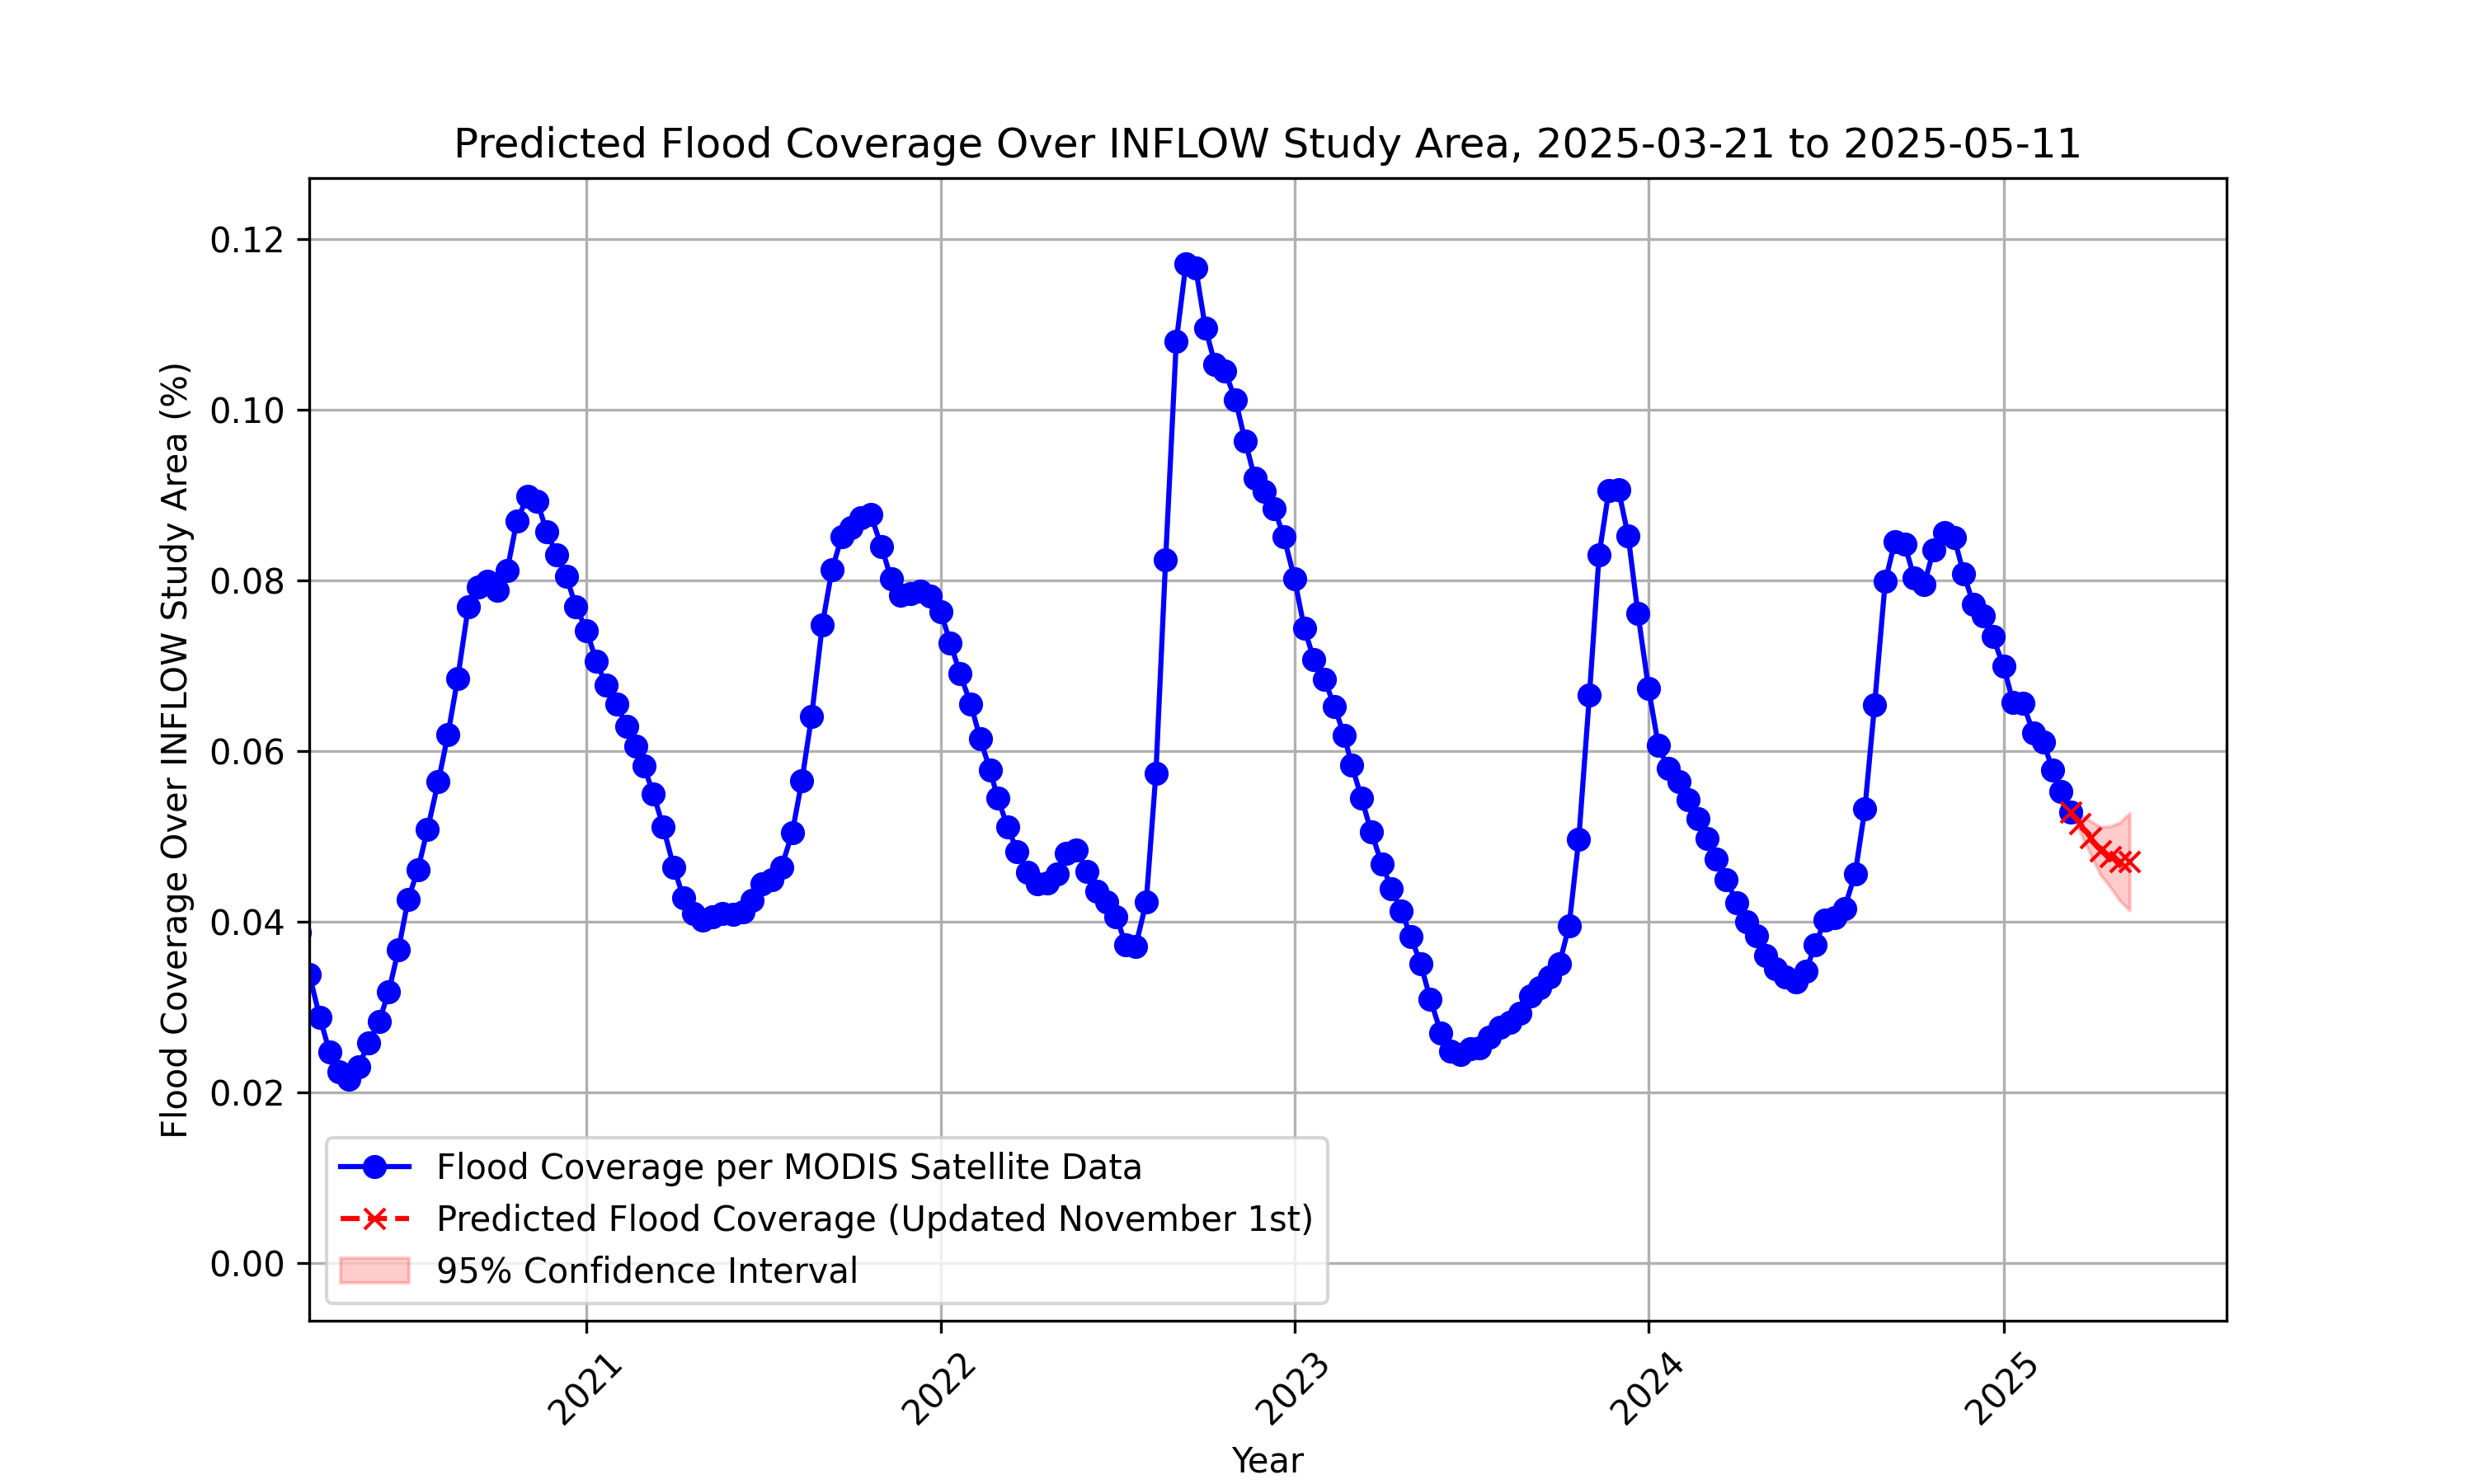 Predicted Flood Coverage Over INFLOW Study Area, 2025-03-21 to 2025-05-11
Flood Coverage Over INFLOW Study Area (%)
0.12
0.10
0.08
0.06
0.04
0.02
0.00
Flood Coverage per MODIS Satellite Data
Predicted Flood Coverage (Updated November 1st)
95% Confidence Interval
2021
2022
2023
2024
2025
Year